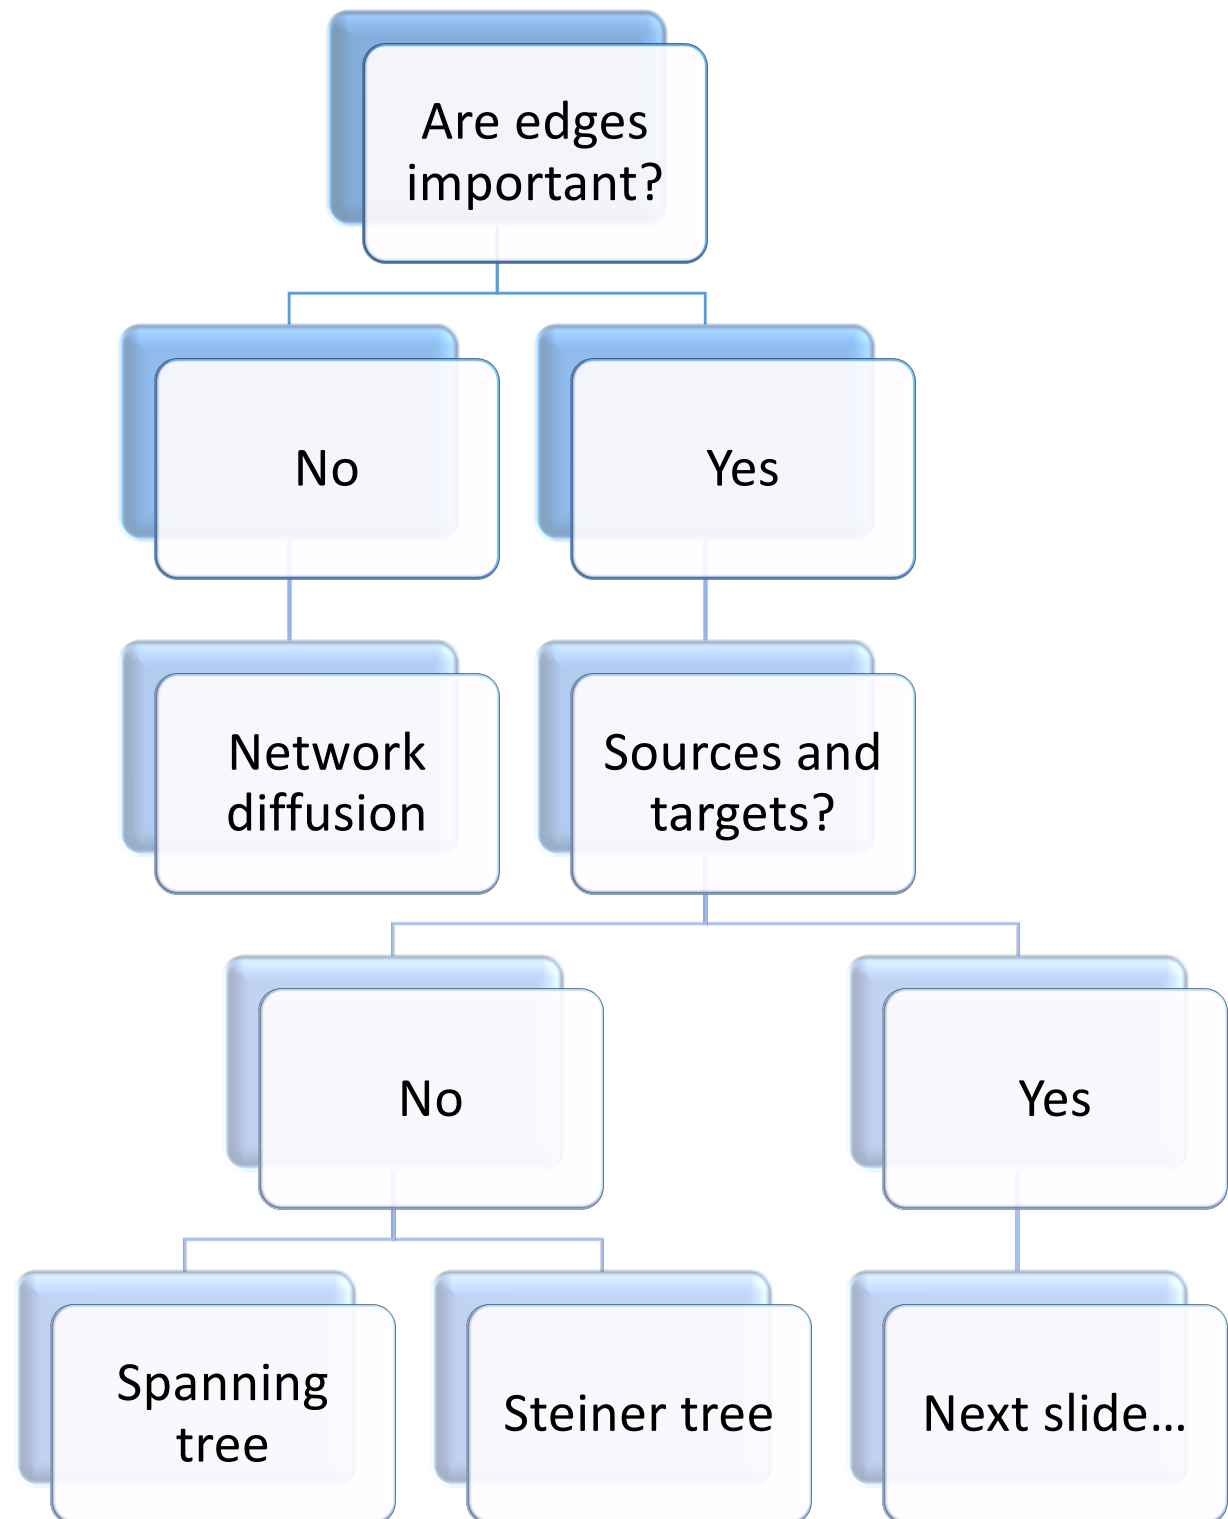 Are edges
important?
No
Yes
Network
diffusion
Sources and
targets?
No
Yes
Spanning
tree
Steiner tree
Next slide…